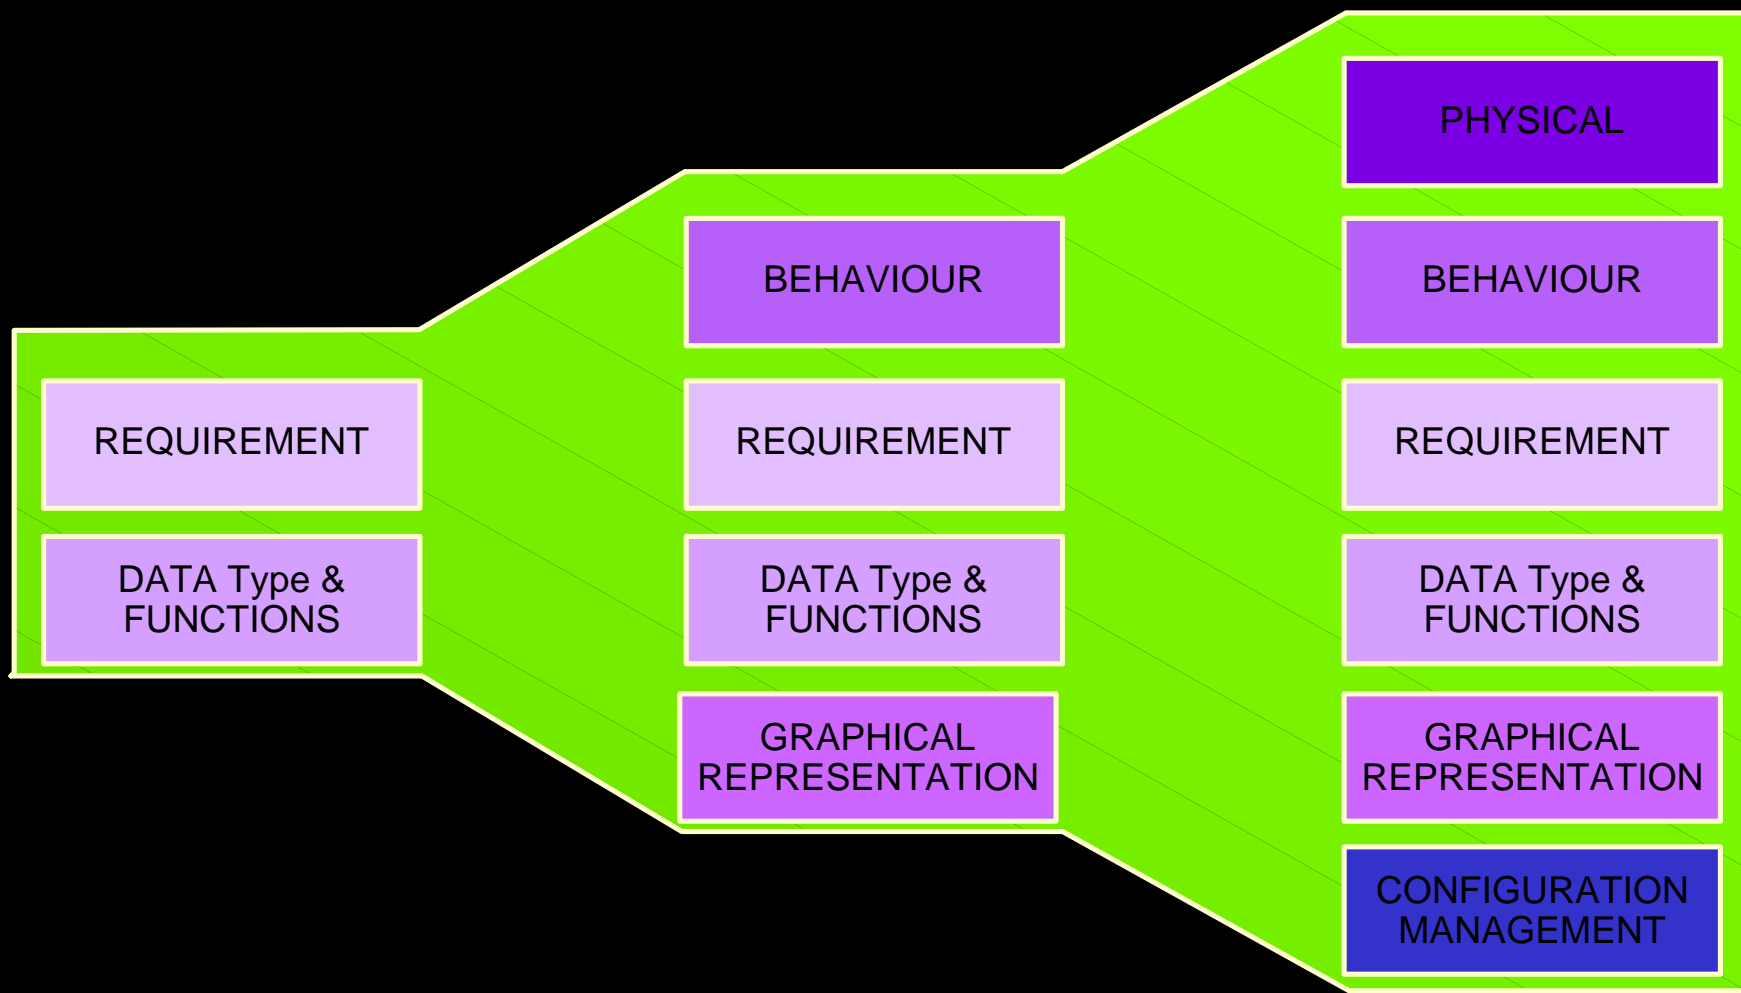 REQUIREMENT
DATA Type &
FUNCTIONS
BEHAVIOUR
REQUIREMENT
DATA Type &
FUNCTIONS
GRAPHICAL
REPRESENTATION
PHYSICAL
BEHAVIOUR
REQUIREMENT
DATA Type &
FUNCTIONS
GRAPHICAL
REPRESENTATION
CONFIGURATION
MANAGEMENT